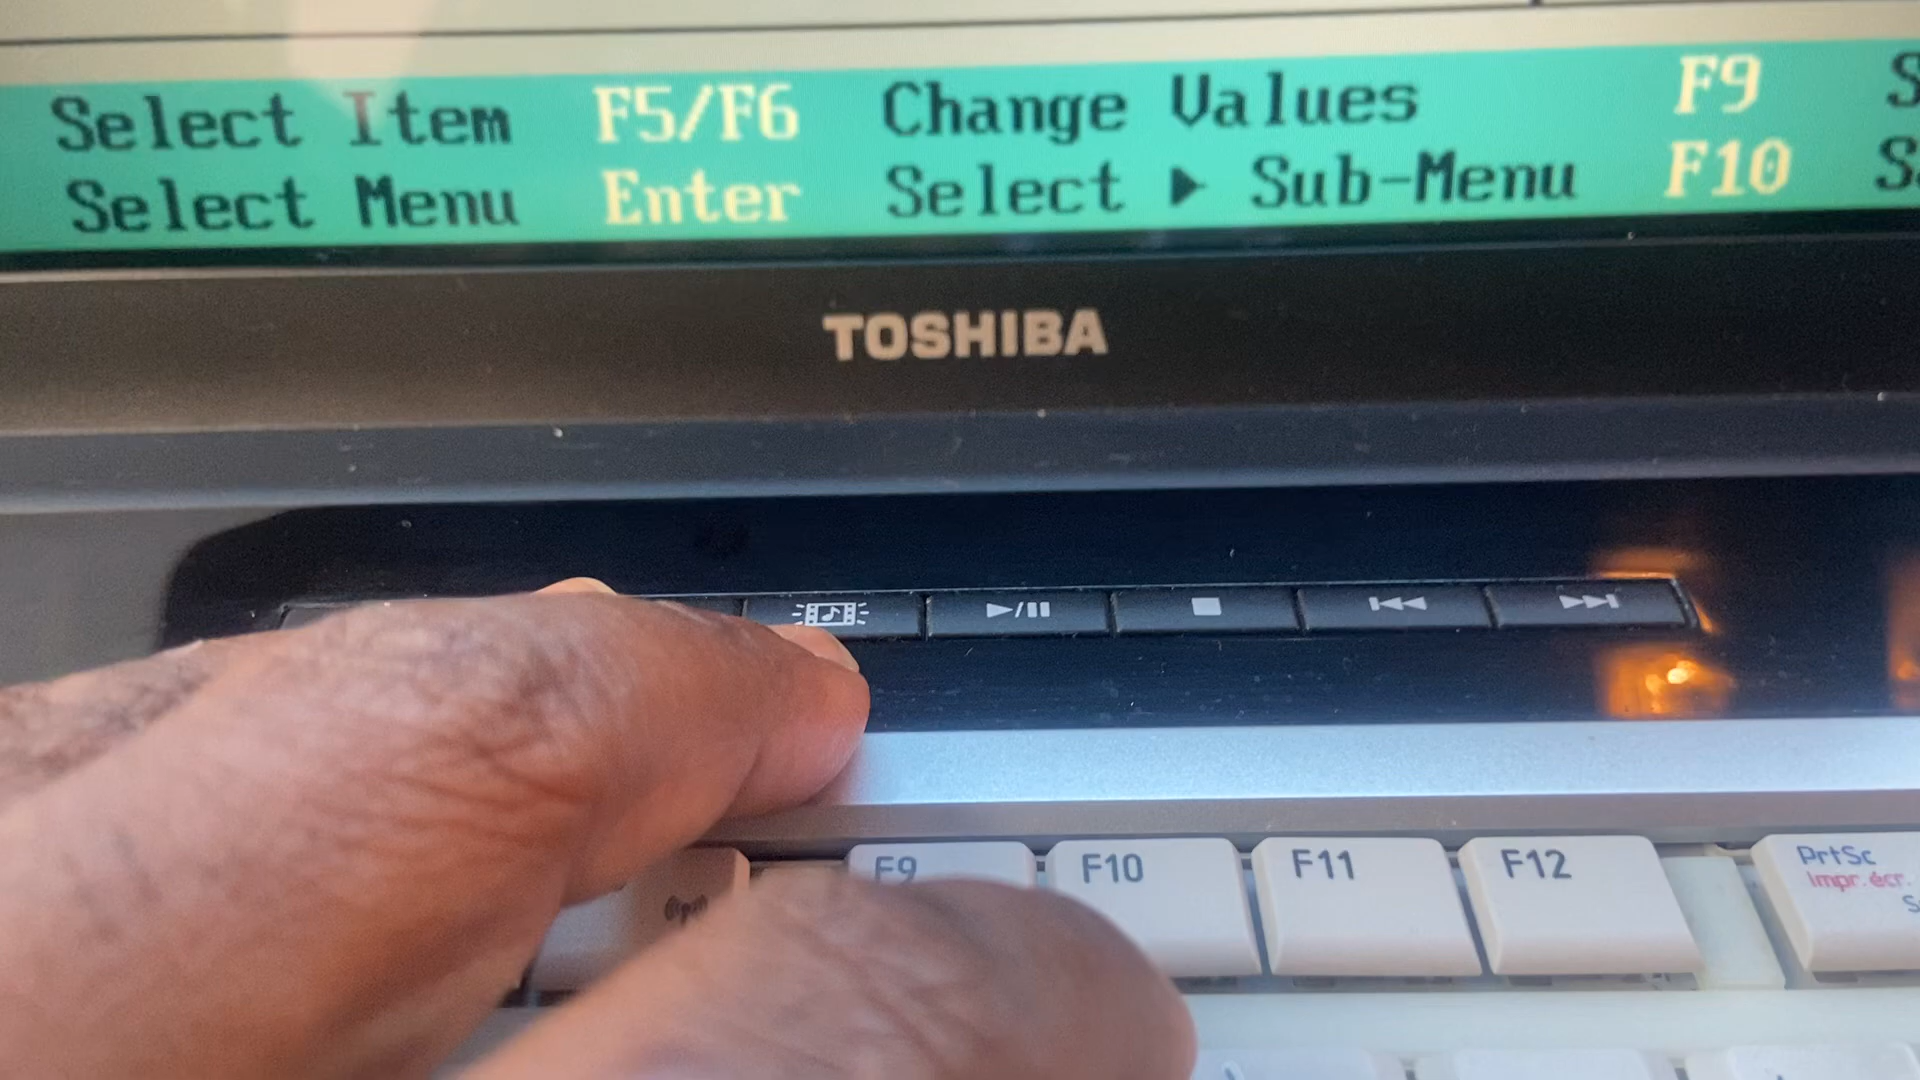 Select Item F5/F6 Change Values F9
Select Menu Enter Select ▶ Sub-Menu F10
TOSHIBA
F9 F10 F11 F12 PrtSc
Impr.écr.